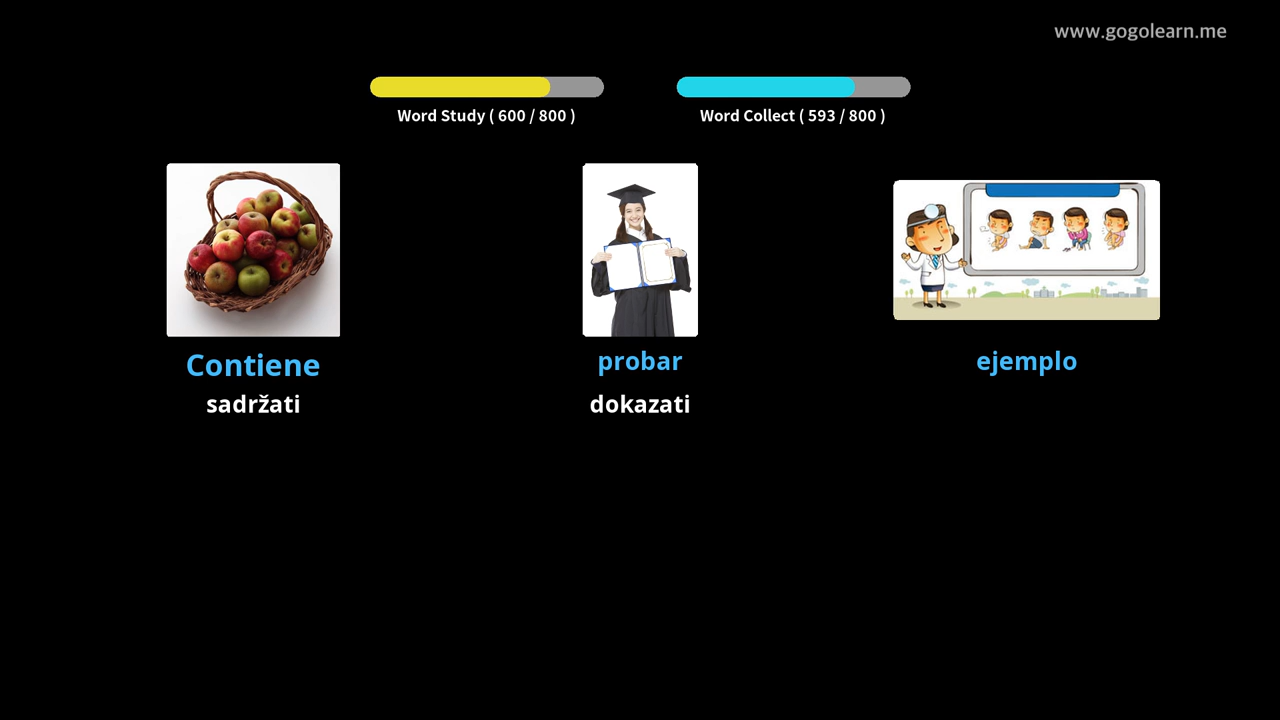 www.gogolearn.me
Word Study ( 600 / 800 )
Word Collect ( 593 / 800 )
Contiene
probar
ejemplo
sadržati
dokazati